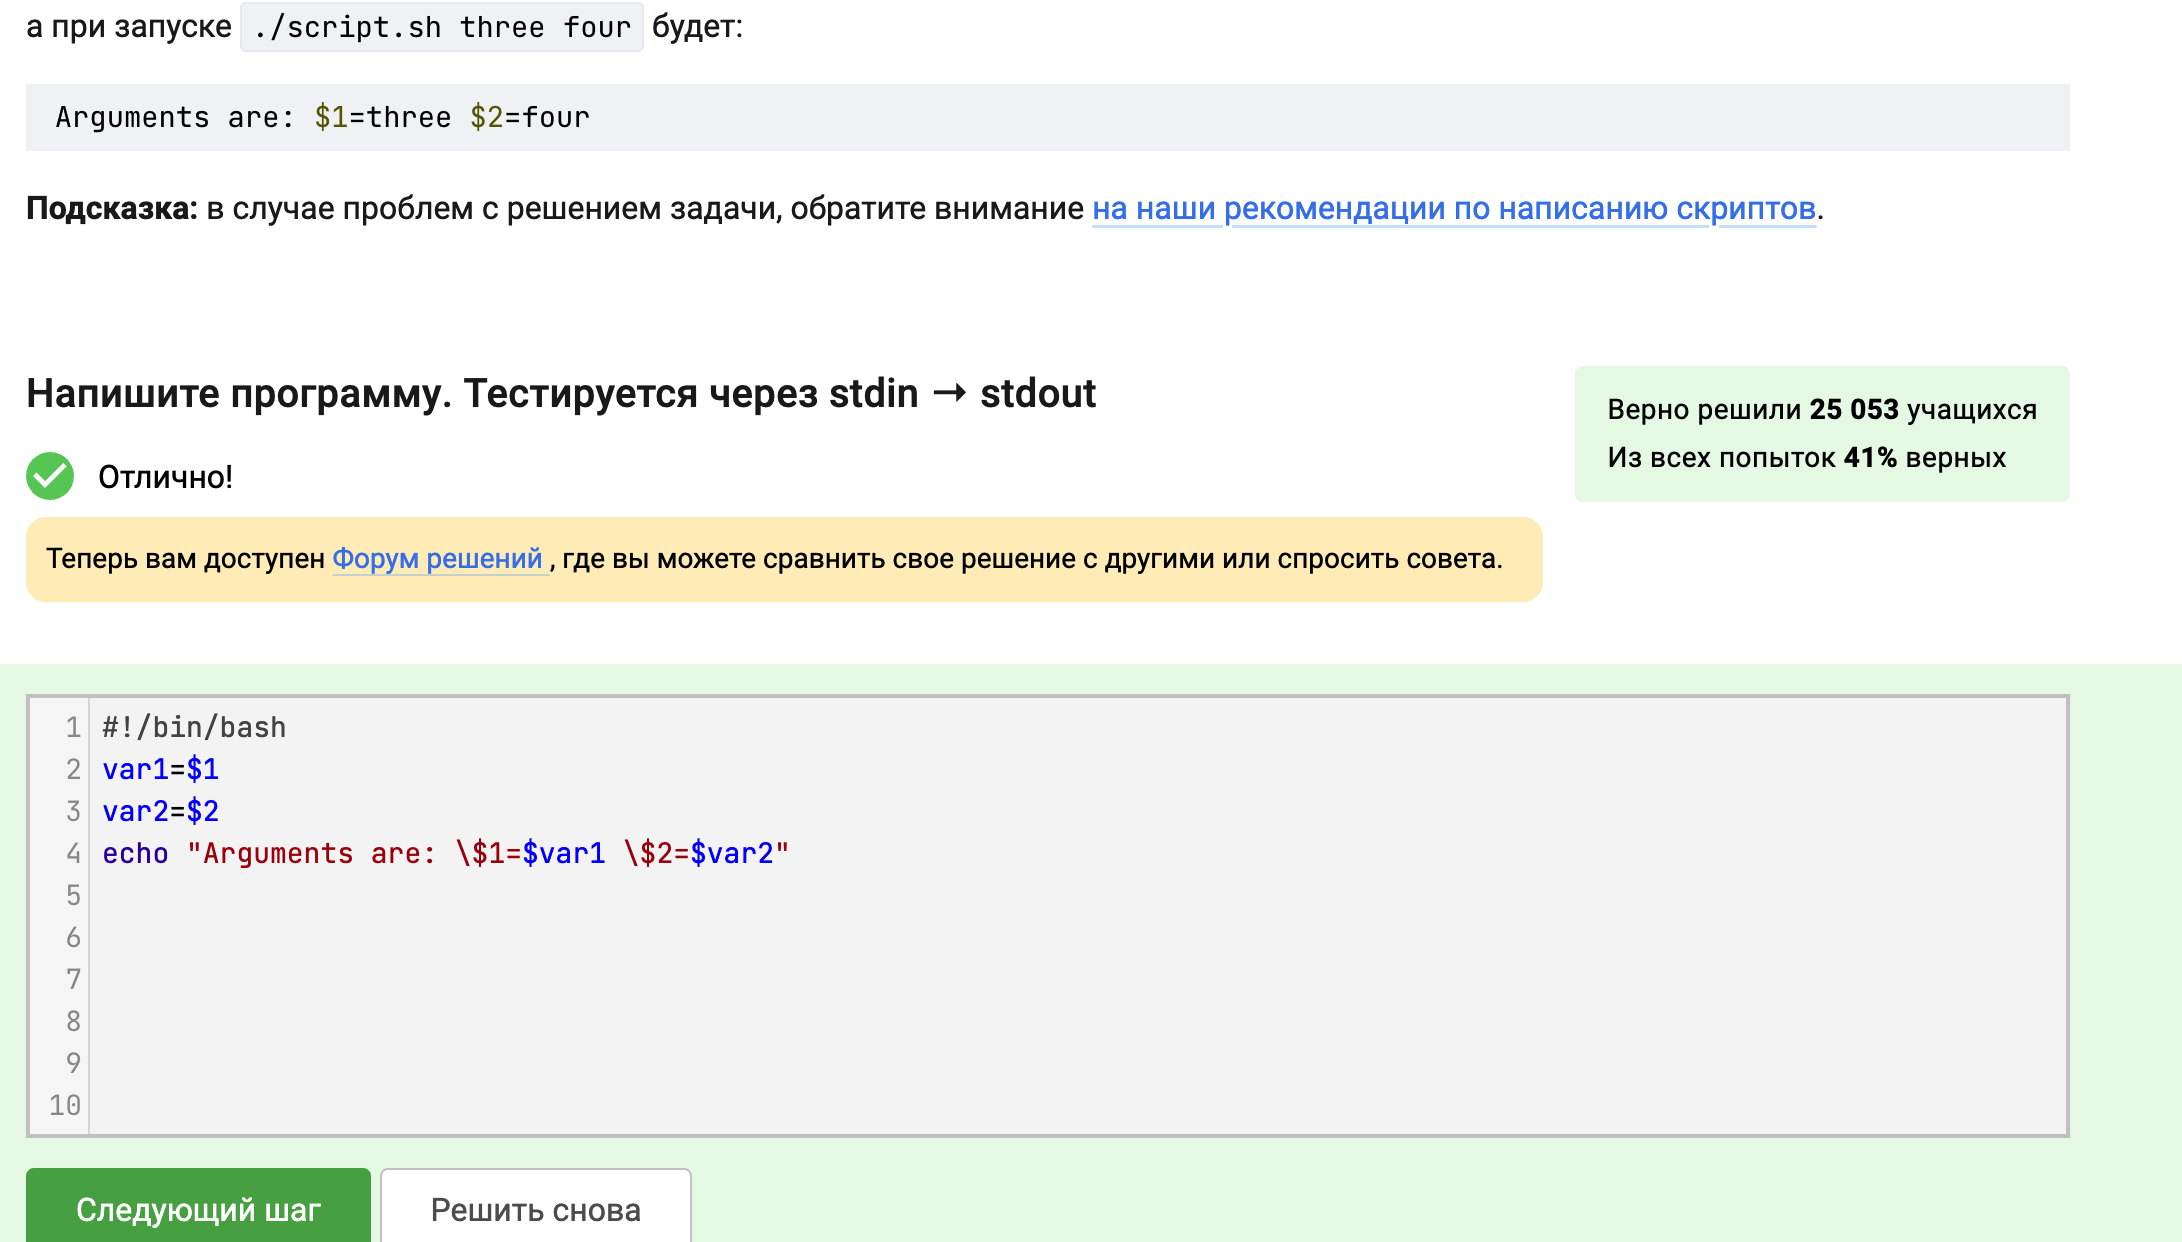 а при запуске ./script.sh three four будет:
Arguments are: $1=three $2=four
Подсказка: в случае проблем с решением задачи, обратите внимание на наши рекомендации по написанию скриптов.
Напишите программу. Тестируется через stdin → stdout
Верно решили 25 053 учащихся
Из всех попыток 41% верных
Отлично!
Теперь вам доступен Форум решений , где вы можете сравнить свое решение с другими или спросить совета.
1 #!/bin/bash
2 var1=$1
3 var2=$2
4 echo "Arguments are: \$1=$var1 \$2=$var2"
5
6
7
8
9
10
Следующий шаг
Решить снова